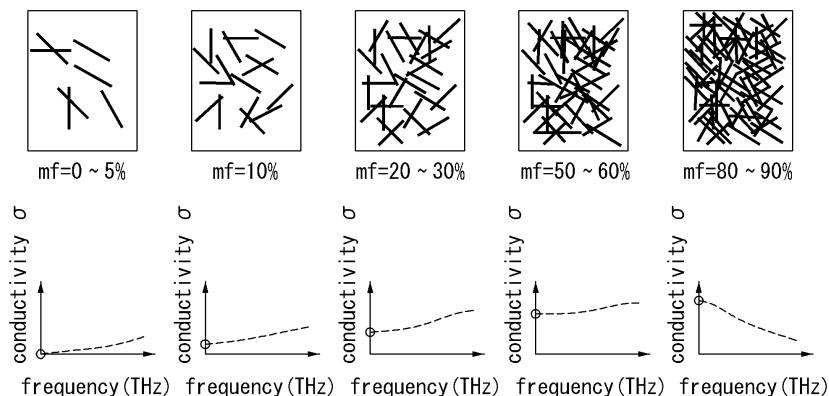 mf=0 ~ 5%
mf=10%
mf=20 ~ 30%
mf=50 ~ 60%
mf=80 ~ 90%
conductivity σ
conductivity σ
conductivity σ
conductivity σ
conductivity σ
frequency(THz)
frequency(THz)
frequency(THz)
frequency(THz)
frequency(THz)